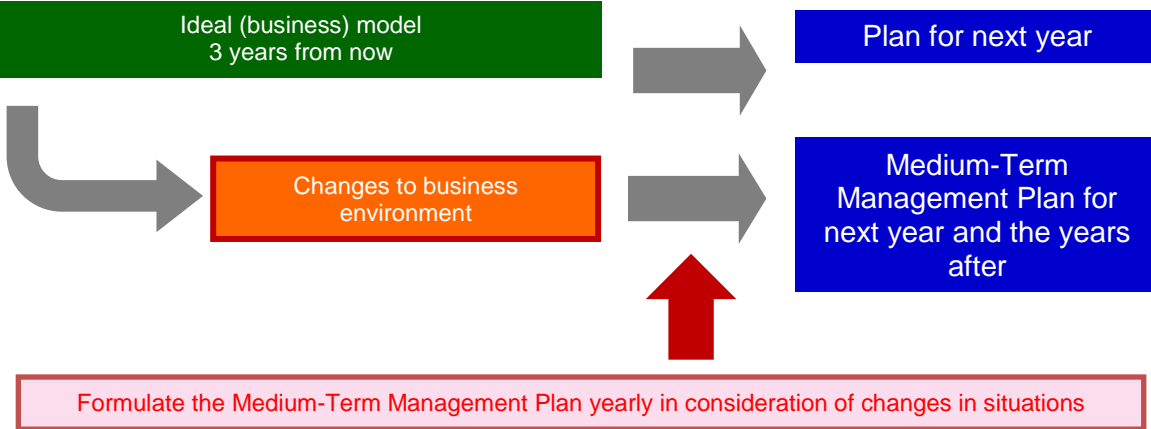 Ideal (business) model
3 years from now
Plan for next year
Changes to business
environment
Medium-Term
Management Plan for
next year and the years
after
Formulate the Medium-Term Management Plan yearly in consideration of changes in situations